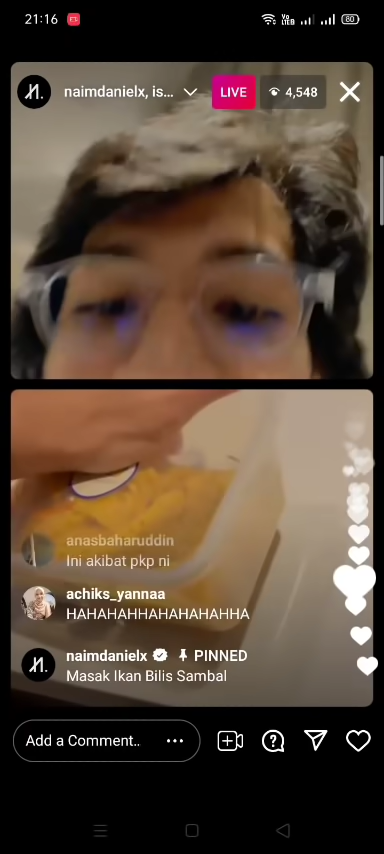 21:16
80
naimdanielx, is...
LIVE
4,548
anasbaharuddin
Ini akibat pkp ni
achiks_yannaa
HAHAHAHHAHAHAHAHHA
naimdanielx PINNED
Masak Ikan Bilis Sambal
Add a Comment..